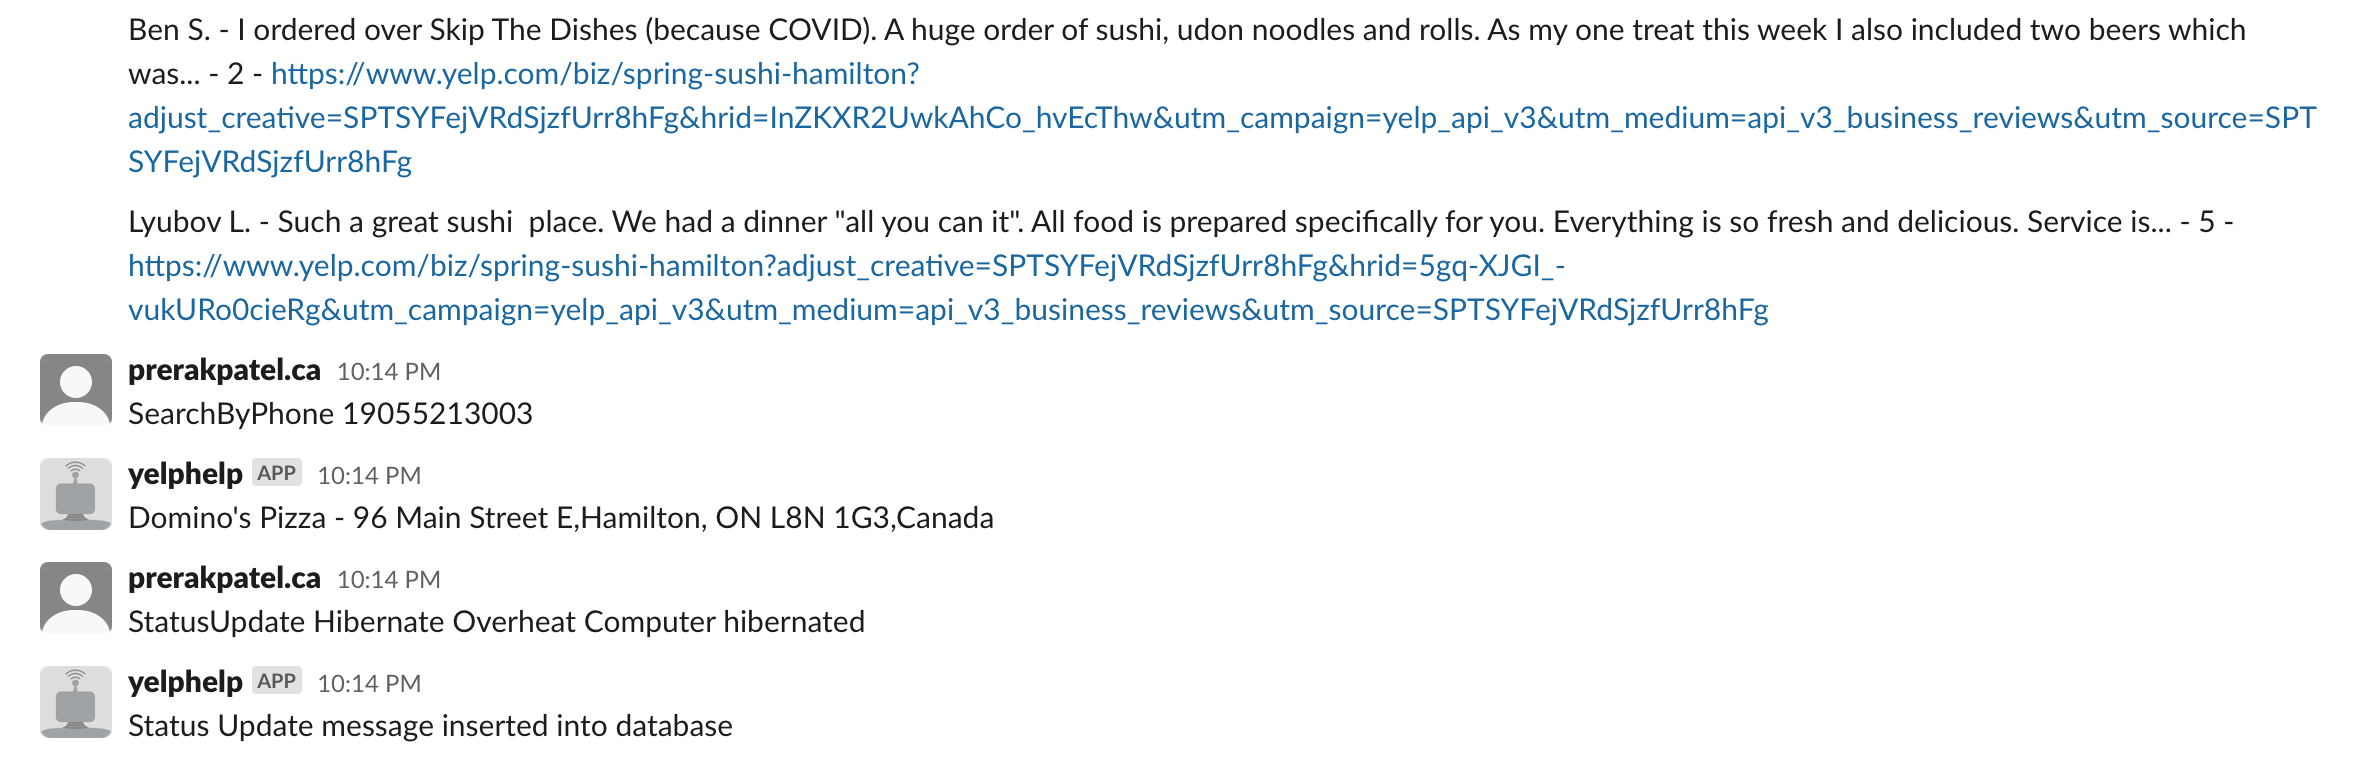 Ben S. - I ordered over Skip The Dishes (because COVID). A huge order of sushi, udon noodles and rolls. As my one treat this week I also included two beers which
was... - 2 - https://www.yelp.com/biz/spring-sushi-hamilton?
adjust_creative=SPTSYFejVRdSjzfUrr8hFg&hrid=InZKXR2UwkAhCo_hvEcThw&utm_campaign=yelp_api_v3&utm_medium=api_v3_business_reviews&utm_source=SPT
SYFejVRdSjzfUrr8hFg
Lyubov L. - Such a great sushi  place. We had a dinner "all you can it". All food is prepared specifically for you. Everything is so fresh and delicious. Service is... - 5 -
https://www.yelp.com/biz/spring-sushi-hamilton?adjust_creative=SPTSYFejVRdSjzfUrr8hFg&hrid=5gq-XJGI_-
vukURo0cieRg&utm_campaign=yelp_api_v3&utm_medium=api_v3_business_reviews&utm_source=SPTSYFejVRdSjzfUrr8hFg
prerakpatel.ca 10:14 PM
SearchByPhone 19055213003
yelphelp APP 10:14 PM
Domino's Pizza - 96 Main Street E,Hamilton, ON L8N 1G3,Canada
prerakpatel.ca 10:14 PM
StatusUpdate Hibernate Overheat Computer hibernated
yelphelp APP 10:14 PM
Status Update message inserted into database